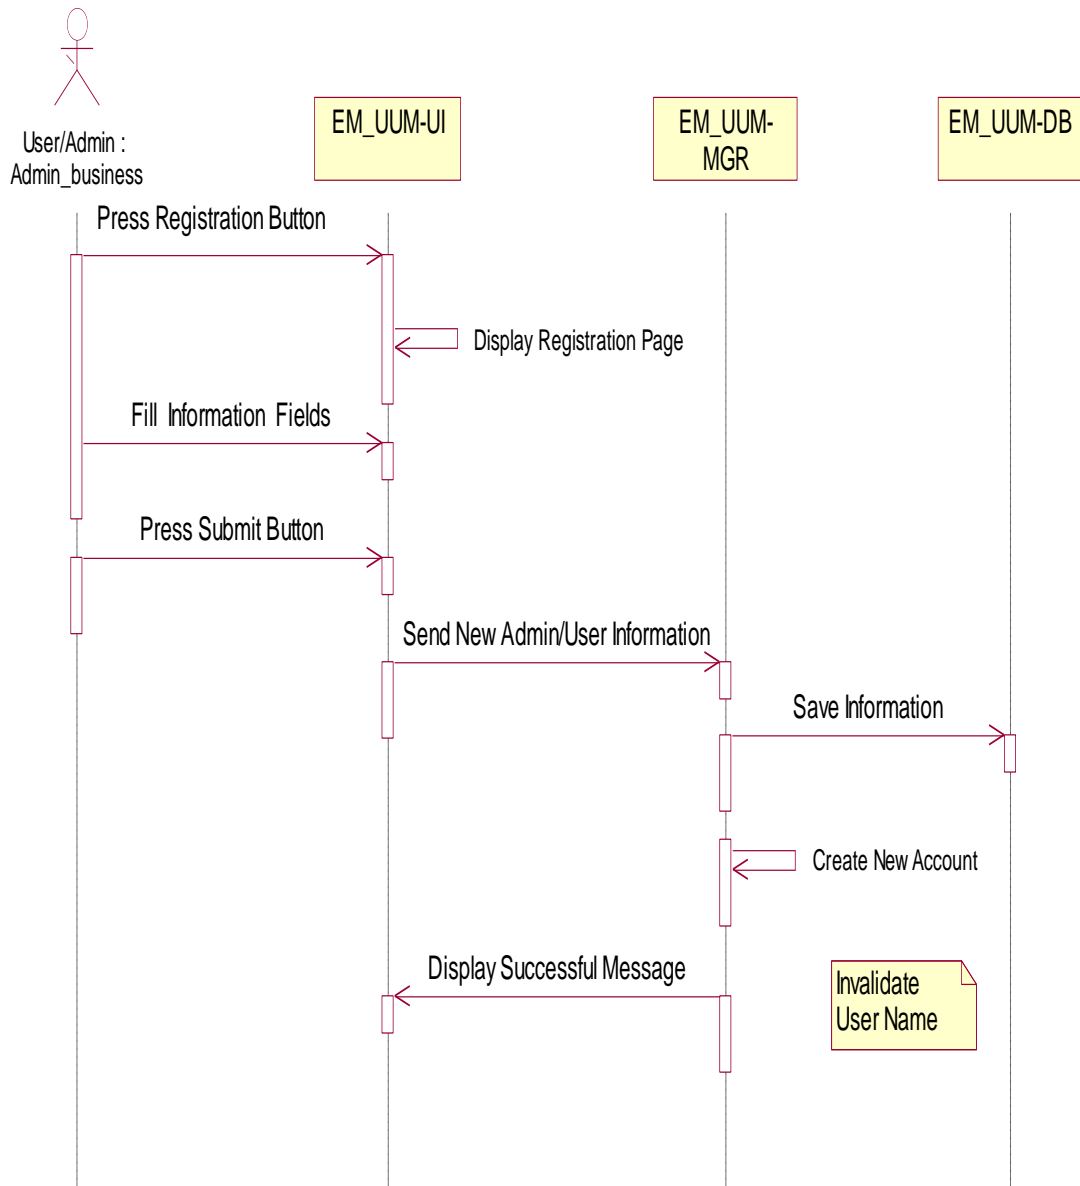 User/Admin :
Admin_business
EM_UUM-UI
EM_UUM-
MGR
EM_UUM-DB
Press Registration Button
Display Registration Page
Fill Information Fields
Press Submit Button
Send New Admin/User Information
Save Information
Create New Account
Display Successful Message
Invalidate
User Name